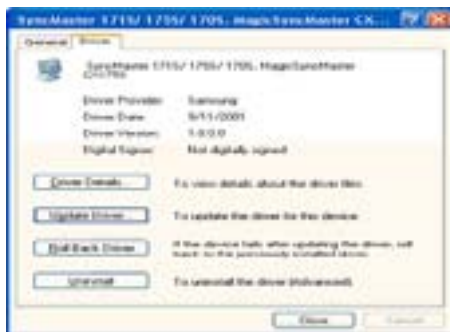 SyncMaster 171S/ 175S/ 170S, MagicSyncMaster CX...
General Driver
SyncMaster 171S/ 175S/ 170S, MagicSyncMaster
Driver Provider: Samsung
Driver Date: 9/11/2001
Driver Version: 1.0.0.0
Digital Signer: Not digitally signed
Driver Details... To view details about the driver files.
Update Driver... To update the driver for this device.
Roll Back Driver If the device fails after updating the driver, roll
back to the previously installed driver.
Uninstall To uninstall the driver (Advanced).
Close Cancel